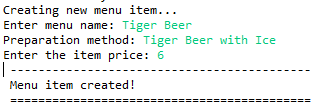 Creating new menu item...
Enter menu name: Tiger Beer
Preparation method: Tiger Beer with Ice
Enter the item price: 6
------------------------------------------
Menu item created!
==========================================